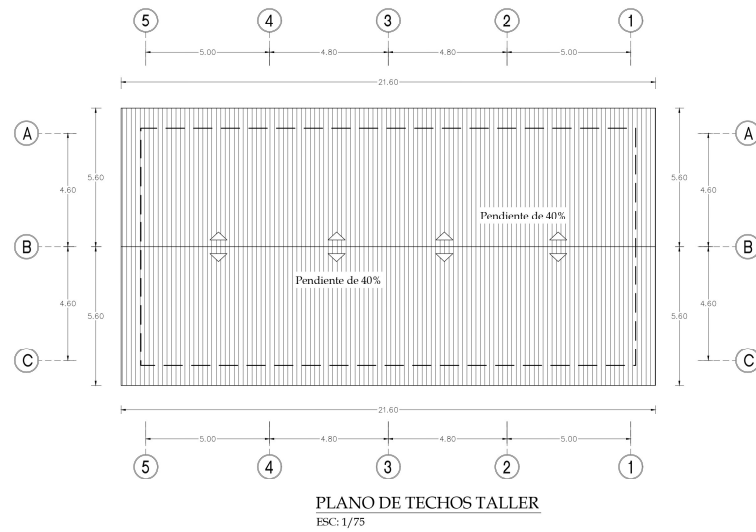 5 4 3 2 1
5.00 4.80 4.80 5.00
21.60
A A
5.60 5.60
4.60 4.60
Pendiente de 40%
B B
Pendiente de 40%
4.60 4.60
5.60 5.60
C C
21.60
5.00 4.80 4.80 5.00
5 4 3 2 1
PLANO DE TECHOS TALLER
ESC: 1/75